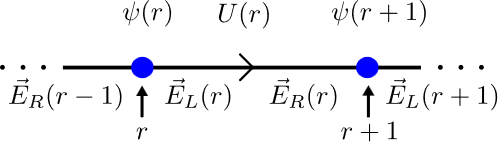 ψ(r) U(r) ψ(r + 1)
· · · · · ·
E⃗_R(r − 1) E⃗_L(r) E⃗_R(r) E⃗_L(r + 1)
r r + 1